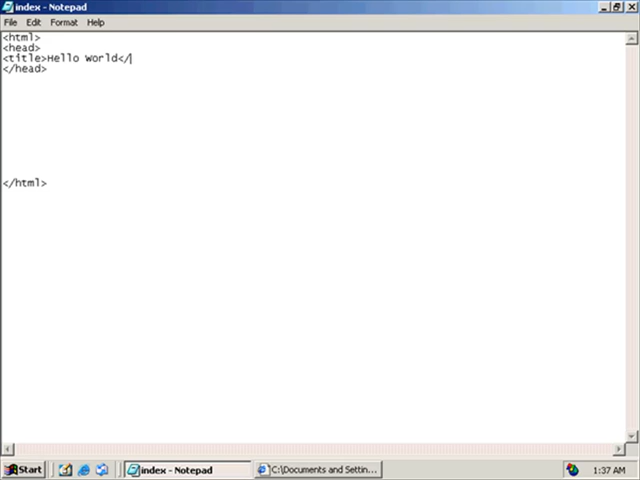 index - Notepad
File Edit Format Help
<html>
<head>
<title>Hello World</
</head>
</html>
Start
index - Notepad
C:\Documents and Settin...
1:37 AM